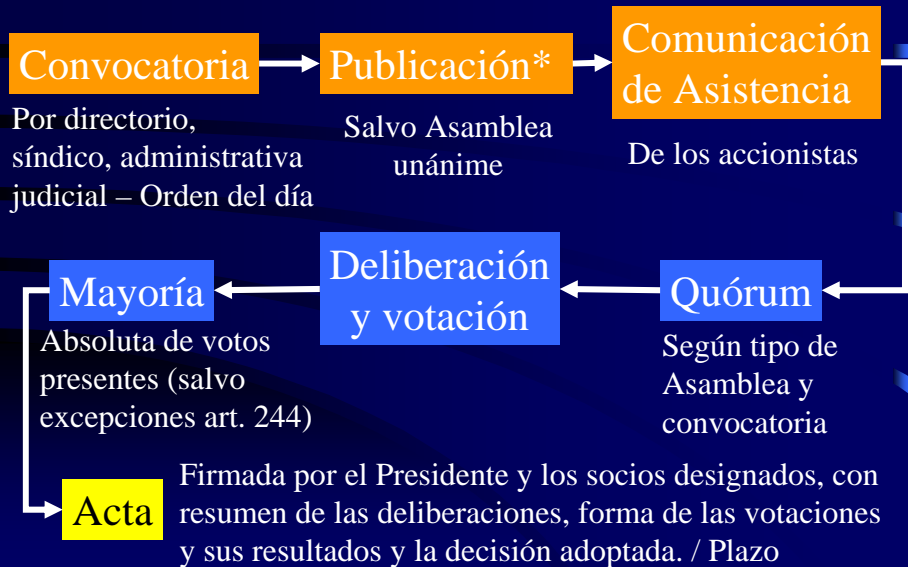 Convocatoria
Por directorio,
síndico, administrativa
judicial – Orden del día
Publicación*
Salvo Asamblea
unánime
Comunicación
de Asistencia
De los accionistas
Quórum
Según tipo de
Asamblea y
convocatoria
Deliberación
y votación
Mayoría
Absoluta de votos
presentes (salvo
excepciones art. 244)
Acta
Firmada por el Presidente y los socios designados, con
resumen de las deliberaciones, forma de las votaciones
y sus resultados y la decisión adoptada. / Plazo